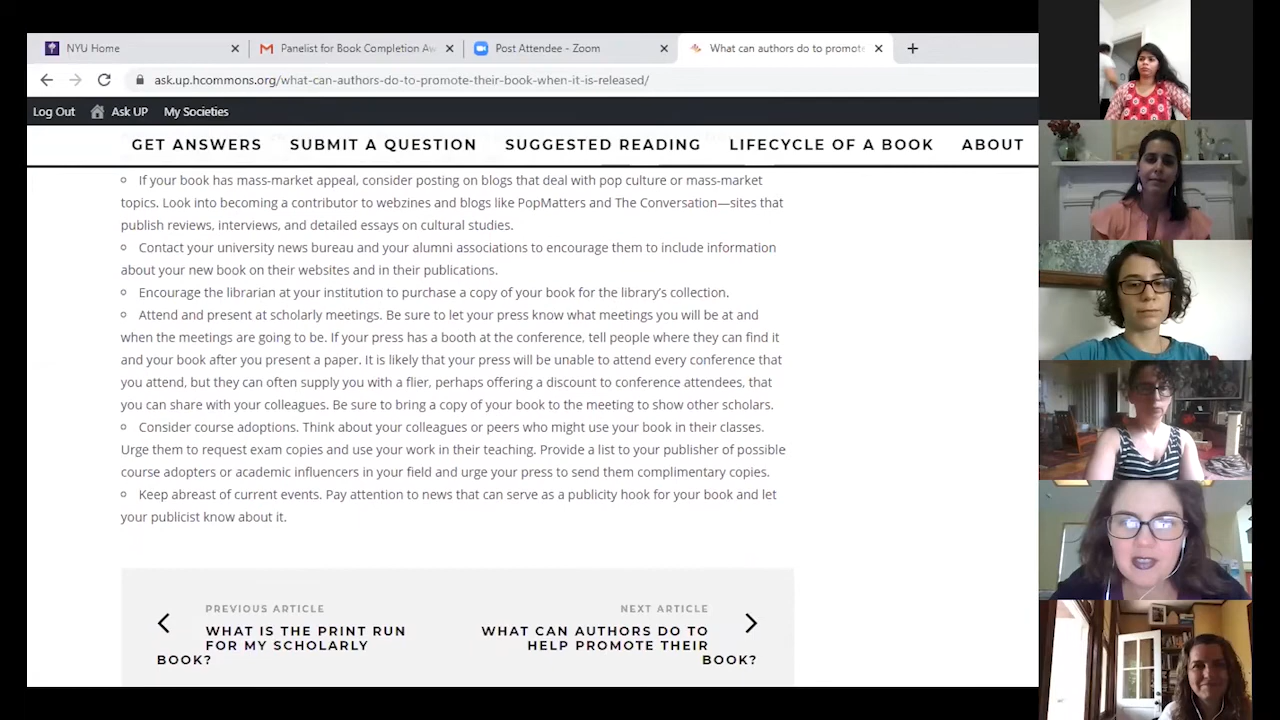 NYU Home
Panelist for Book Completion Aw
Post Attendee - Zoom
What can authors do to promote
ask.up.hcommons.org/what-can-authors-do-to-promote-their-book-when-it-is-released/
Log Out Ask UP My Societies
GET ANSWERS SUBMIT A QUESTION SUGGESTED READING LIFECYCLE OF A BOOK ABOUT
If your book has mass-market appeal, consider posting on blogs that deal with pop culture or mass-market
topics. Look into becoming a contributor to webzines and blogs like PopMatters and The Conversation—sites that
publish reviews, interviews, and detailed essays on cultural studies.
Contact your university news bureau and your alumni associations to encourage them to include information
about your new book on their websites and in their publications.
Encourage the librarian at your institution to purchase a copy of your book for the library's collection.
Attend and present at scholarly meetings. Be sure to let your press know what meetings you will be at and
when the meetings are going to be. If your press has a booth at the conference, tell people where they can find it
and your book after you present a paper. It is likely that your press will be unable to attend every conference that
you attend, but they can often supply you with a flier, perhaps offering a discount to conference attendees, that
you can share with your colleagues. Be sure to bring a copy of your book to the meeting to show other scholars.
Consider course adoptions. Think about your colleagues or peers who might use your book in their classes.
Urge them to request exam copies and use your work in their teaching. Provide a list to your publisher of possible
course adopters or academic influencers in your field and urge your press to send them complimentary copies.
Keep abreast of current events. Pay attention to news that can serve as a publicity hook for your book and let
your publicist know about it.
PREVIOUS ARTICLE
WHAT IS THE PRINT RUN
FOR MY SCHOLARLY
BOOK?
NEXT ARTICLE
WHAT CAN AUTHORS DO TO
HELP PROMOTE THEIR
BOOK?